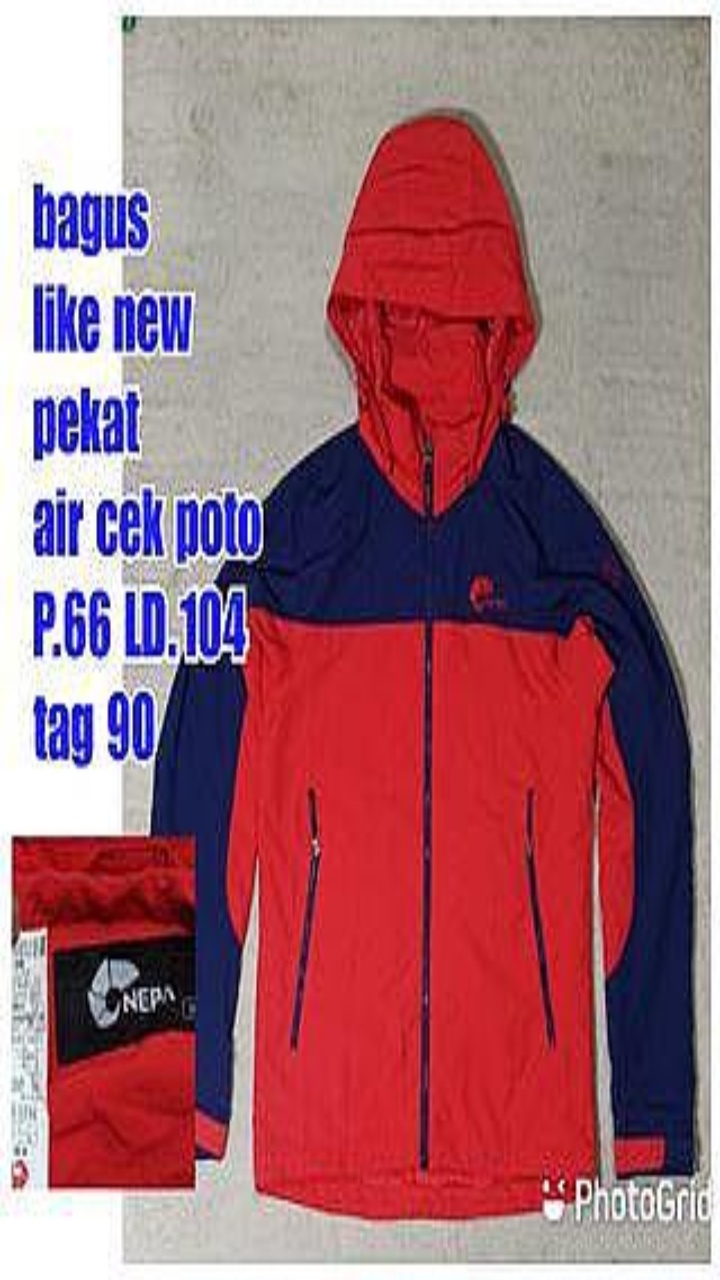 bagus
like new
pekat
air cek poto
P.66 LD.104
tag 90
NEPA
PhotoGrid